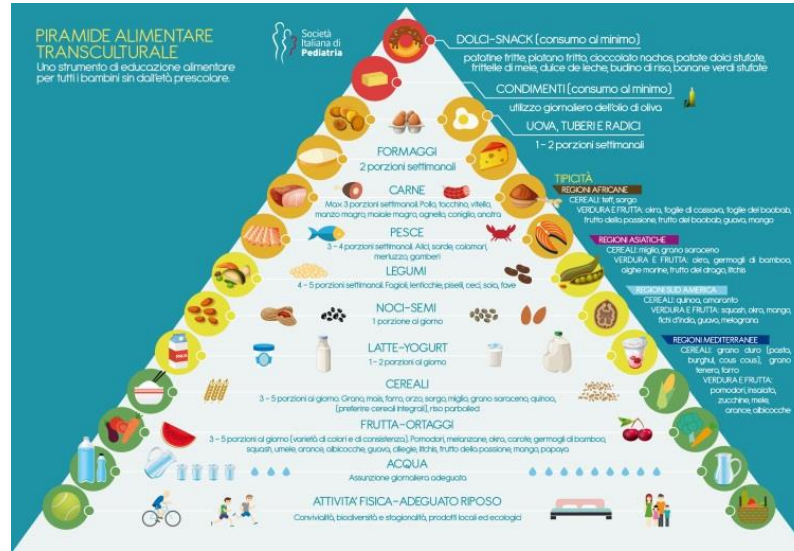 PIRAMIDE ALIMENTARE
TRANSCULTURALE
Uno strumento di educazione alimentare
per tutti i bambini sin dall'età prescolare.
Società
Italiana di
Pediatria
DOLCI-SNACK (consumo al minimo)
patatine fritte, platano fritto, cioccolato nachos, patate dolci stufate,
frittelle di mele, dulce de leche, budino di riso, banane verdi stufate
CONDIMENTI (consumo al minimo)
utilizzo giornaliero dell'olio di oliva
UOVA, TUBERI E RADICI
1 - 2 porzioni settimanali
FORMAGGI
2 porzioni settimanali
CARNE
Max 3 porzioni settimanali. Pollo, tacchino, vitello,
manzo magro, maiale magro, agnello, coniglio, anatra
PESCE
3 - 4 porzioni settimanali. Alici, sarde, calamari,
merluzzo, gamberi
LEGUMI
4 - 5 porzioni settimanali. Fagioli, lenticchie, piselli, ceci, soia, fave
NOCI-SEMI
1 porzione al giorno
LATTE-YOGURT
1 - 2 porzioni al giorno
CEREALI
3 - 5 porzioni al giorno. Grano, mais, farro, orzo, sorgo, miglio, grano saraceno, quinoa,
(preferire cereali integrali), riso parboiled
FRUTTA-ORTAGGI
3 - 5 porzioni al giorno (varietà di colori e di consistenza). Pomodori, melanzane, okra, carote, germogli di bamboo,
squash, umele, arance, albicocche, guava, ciliegie, litchis, frutto della passione, mango, papaya
ACQUA
Assunzione giornaliera adeguata
ATTIVITA' FISICA-ADEGUATO RIPOSO
Convivialità, biodiversità e stagionalità, prodotti locali ed ecologici
TIPICITÀ
REGIONI AFRICANE
CEREALI: teff, sorgo
VERDURA E FRUTTA: okra, foglie di cassava, foglie del baobab,
frutto della passione, frutto del baobab, guava, mango
REGIONI ASIATICHE
CEREALI: miglio, grano saraceno
VERDURA E FRUTTA: okra, germogli di bamboo,
alghe marine, frutto del drago, litchis
REGIONI SUD AMERICA
CEREALI: quinoa, amaranto
VERDURA E FRUTTA: squash, okra, mango,
fichi d'india, guava, melograno
REGIONI MEDITERRANEE
CEREALI: grano duro (pasta,
burghul, cous cous), grano
tenero, farro
VERDURA E FRUTTA:
pomodori, insalata,
zucchine, mele,
arance, albicocche
MILK